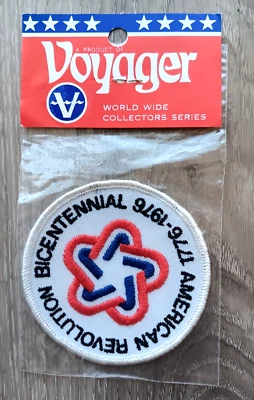 A PRODUCT OF
Voyager
V
WORLD WIDE
COLLECTORS SERIES
AMERICAN REVOLUTION BICENTENNIAL 1776-1976